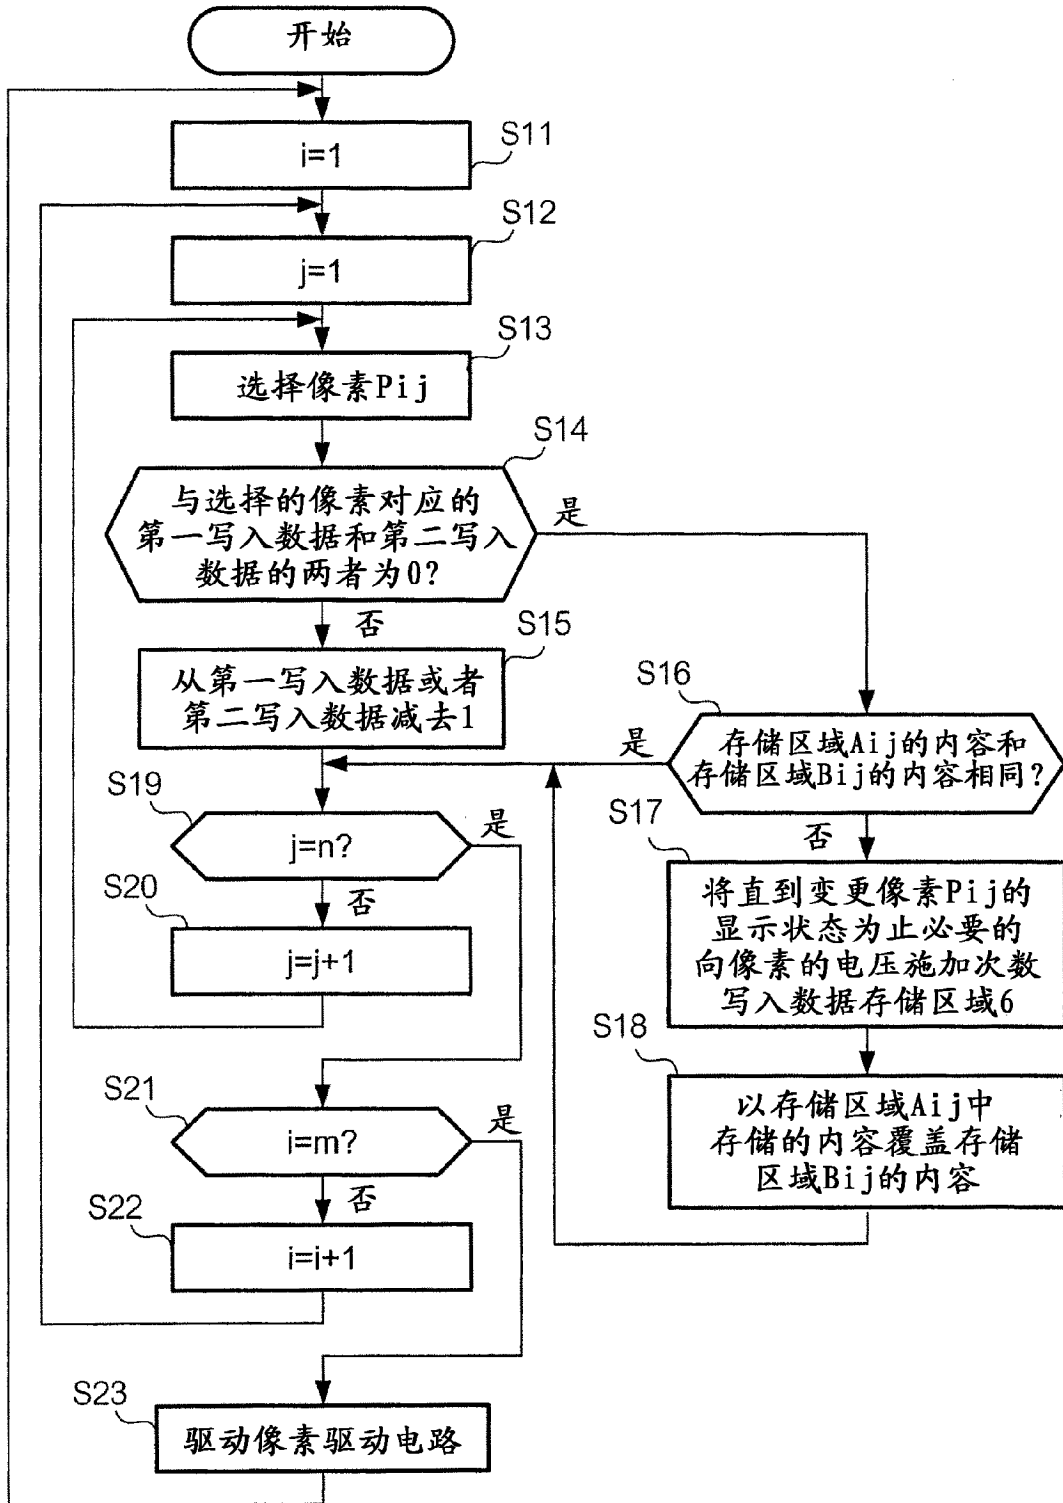 开始
S11
i=1
S12
j=1
S13
选择像素Pij
S14
与选择的像素对应的
第一写入数据和第二写入
数据的两者为0?
是
否
S15
从第一写入数据或者
第二写入数据减去1
S16
存储区域Aij的内容和
存储区域Bij的内容相同?
是
否
S17
将直到变更像素Pij的
显示状态为止必要的
向像素的电压施加次数
写入数据存储区域6
S18
以存储区域Aij中
存储的内容覆盖存储
区域Bij的内容
S19
j=n?
是
否
S20
j=j+1
S21
i=m?
是
否
S22
i=i+1
S23
驱动像素驱动电路